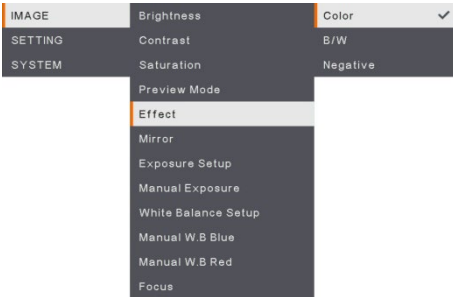 IMAGE
SETTING
SYSTEM
Brightness
Contrast
Saturation
Preview Mode
Effect
Mirror
Exposure Setup
Manual Exposure
White Balance Setup
Manual W.B Blue
Manual W.B Red
Focus
Color
B/W
Negative